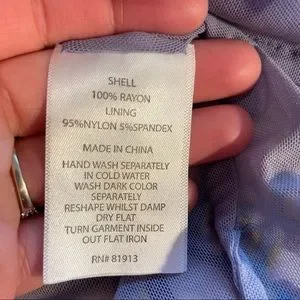 SHELL
100% RAYON
LINING
95%NYLON 5%SPANDEX
MADE IN CHINA
HAND WASH SEPARATELY
IN COLD WATER
WASH DARK COLOR
SEPARATELY
RESHAPE WHILST DAMP
DRY FLAT
TURN GARMENT INSIDE
OUT FLAT IRON
RN# 81913